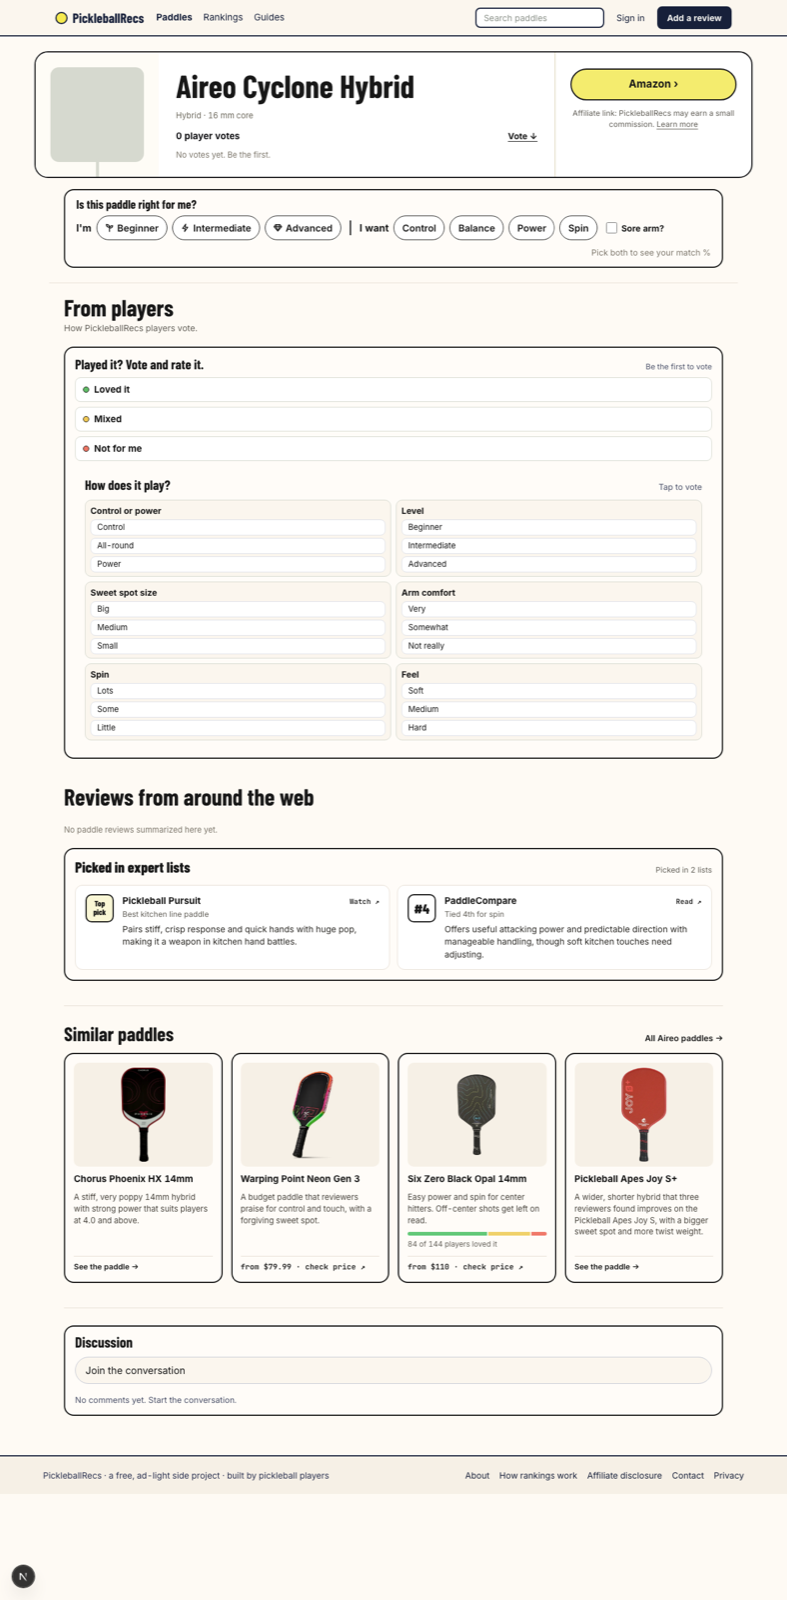 PickleballRecs Paddles Rankings Guides Search paddles Sign in Add a review
Aireo Cyclone Hybrid
Hybrid · 16 mm core
0 player votes Vote ↓
No votes yet. Be the first.
Amazon ›
Affiliate link: PickleballRecs may earn a small
commission. Learn more
Is this paddle right for me?
I'm Beginner Intermediate Advanced | I want Control Balance Power Spin Sore arm?
Pick both to see your match %
From players
How PickleballRecs players vote.
Played it? Vote and rate it. Be the first to vote
Loved it
Mixed
Not for me
How does it play? Tap to vote
Control or power
Control
All-round
Power
Level
Beginner
Intermediate
Advanced
Sweet spot size
Big
Medium
Small
Arm comfort
Very
Somewhat
Not really
Spin
Lots
Some
Little
Feel
Soft
Medium
Hard
Reviews from around the web
No paddle reviews summarized here yet.
Picked in expert lists Picked in 2 lists
Top
pick
Pickleball Pursuit Watch ↗
Best kitchen line paddle
Pairs stiff, crisp response and quick hands with huge pop,
making it a weapon in kitchen hand battles.
#4
PaddleCompare Read ↗
Tied 4th for spin
Offers useful attacking power and predictable direction with
manageable handling, though soft kitchen touches need
adjusting.
Similar paddles All Aireo paddles →
Chorus Phoenix HX 14mm
A stiff, very poppy 14mm hybrid
with strong power that suits players
at 4.0 and above.
See the paddle →
Warping Point Neon Gen 3
A budget paddle that reviewers
praise for control and touch, with a
forgiving sweet spot.
from $79.99 · check price ↗
Six Zero Black Opal 14mm
Easy power and spin for center
hitters. Off-center shots get left on
read.
84 of 144 players loved it
from $110 · check price ↗
JOY
Pickleball Apes Joy S+
A wider, shorter hybrid that three
reviewers found improves on the
Pickleball Apes Joy S, with a bigger
sweet spot and more twist weight.
See the paddle →
Discussion
Join the conversation
No comments yet. Start the conversation.
PickleballRecs · a free, ad-light side project · built by pickleball players About How rankings work Affiliate disclosure Contact Privacy
N